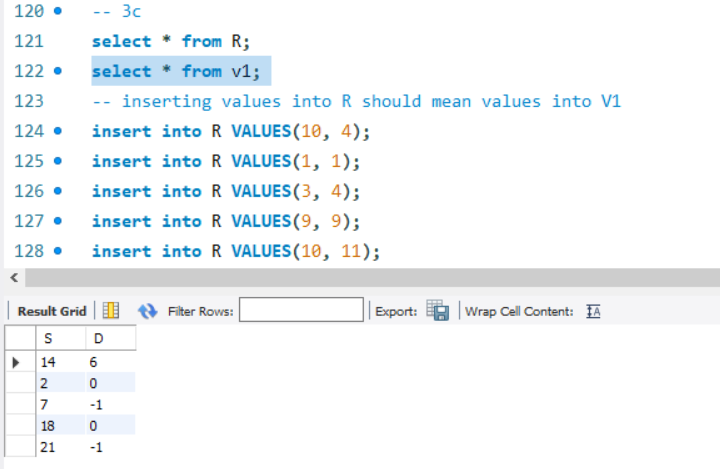 120 -- 3c
121 select * from R;
122 select * from v1;
123 -- inserting values into R should mean values into V1
124 insert into R VALUES(10, 4);
125 insert into R VALUES(1, 1);
126 insert into R VALUES(3, 4);
127 insert into R VALUES(9, 9);
128 insert into R VALUES(10, 11);
Result Grid Filter Rows: Export: Wrap Cell Content: IA
S D
14 6
2 0
7 -1
18 0
21 -1